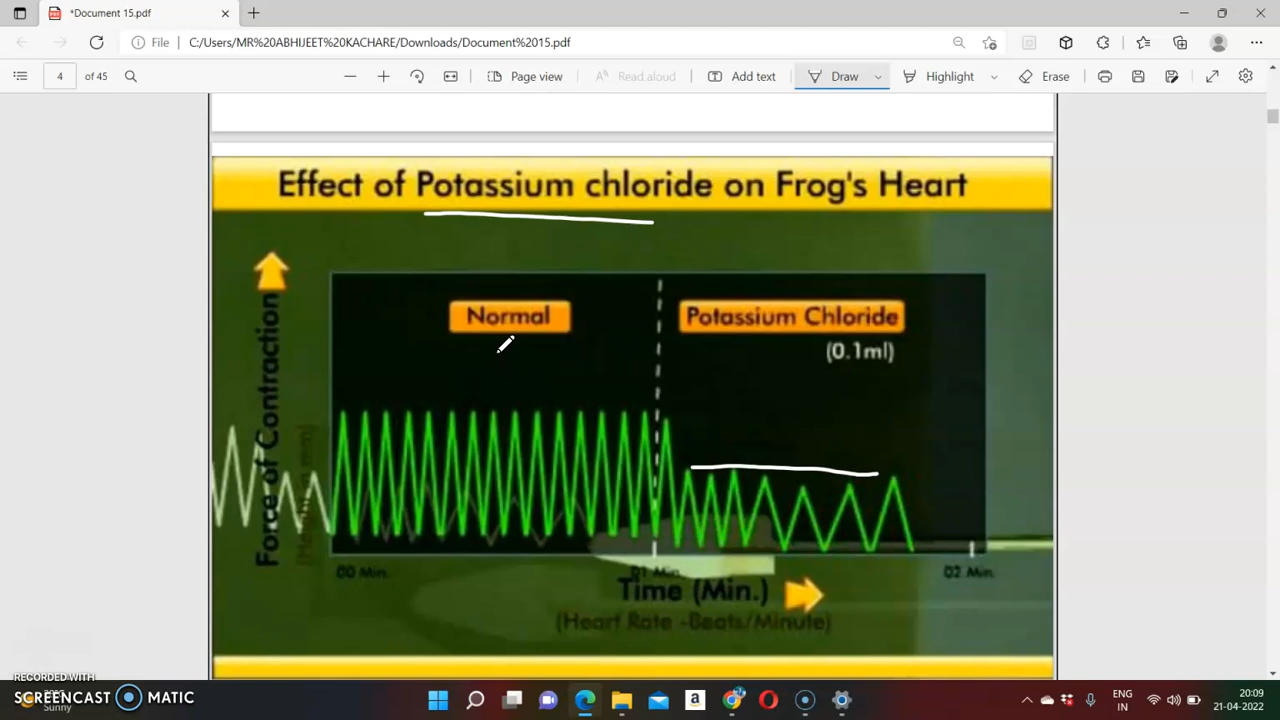 *Document 15.pdf
File C:/Users/MR%20ABHIJEET%20KACHARE/Downloads/Document%2015.pdf
4 of 45 Page view Read aloud Add text Draw Highlight Erase
Effect of Potassium chloride on Frog's Heart
Normal
Potassium Chloride
(0.1ml)
Force of Contraction
00 Min. 01 Min. 02 Min.
Time (Min.)
(Heart Rate -Beats/Minute)
RECORDED WITH
SCREENCAST MATIC
Sunny
ENG
IN
20:09
21-04-2022